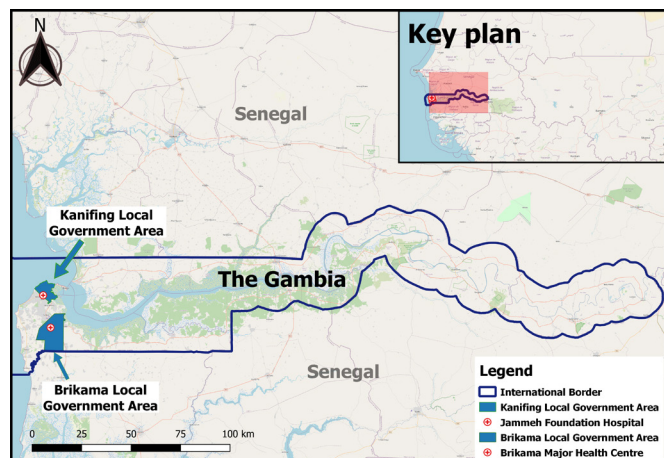 N
Key plan
Senegal
Kanifing Local
Government Area
The Gambia
Brikama Local
Government Area
Senegal
0 25 50 75 100 km
Legend
International Border
Kanifing Local Government Area
Jammeh Foundation Hospital
Brikama Local Government Area
Brikama Major Health Centre